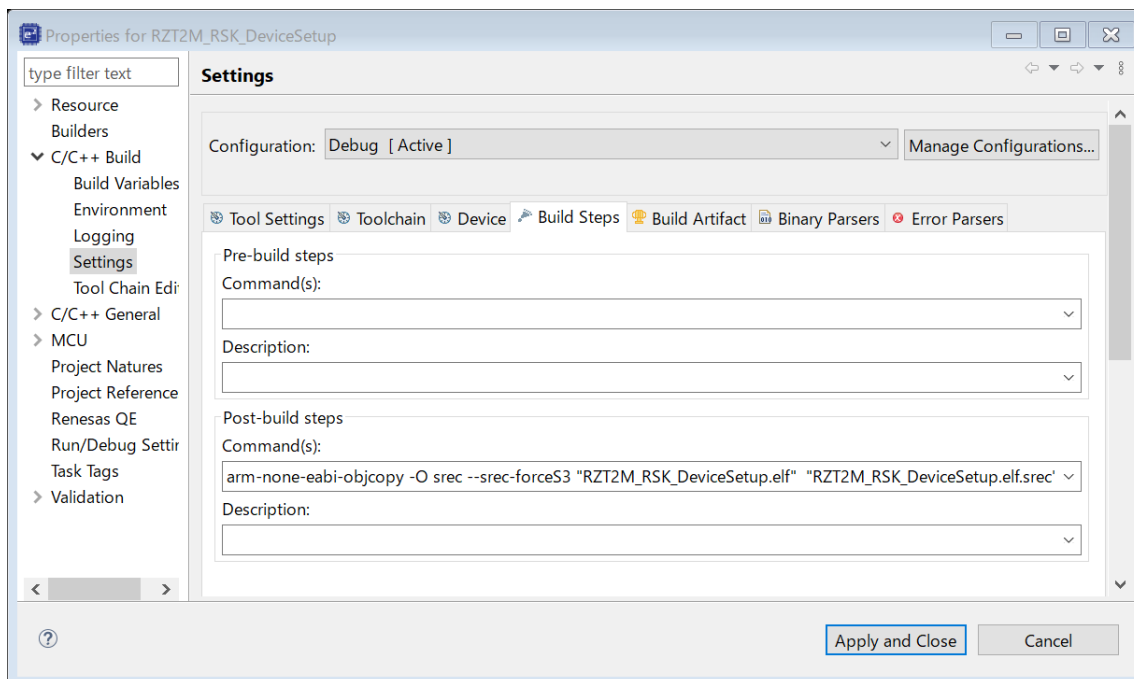 Properties for RZT2M_RSK_DeviceSetup
type filter text
Resource
Builders
C/C++ Build
Build Variables
Environment
Logging
Settings
Tool Chain Edi
C/C++ General
MCU
Project Natures
Project Reference
Renesas QE
Run/Debug Settin
Task Tags
Validation
Settings
Configuration: Debug [ Active ] Manage Configurations...
Tool Settings Toolchain Device Build Steps Build Artifact Binary Parsers Error Parsers
Pre-build steps
Command(s):
Description:
Post-build steps
Command(s):
arm-none-eabi-objcopy -O srec --srec-forceS3 "RZT2M_RSK_DeviceSetup.elf" "RZT2M_RSK_DeviceSetup.elf.srec"
Description:
Apply and Close Cancel